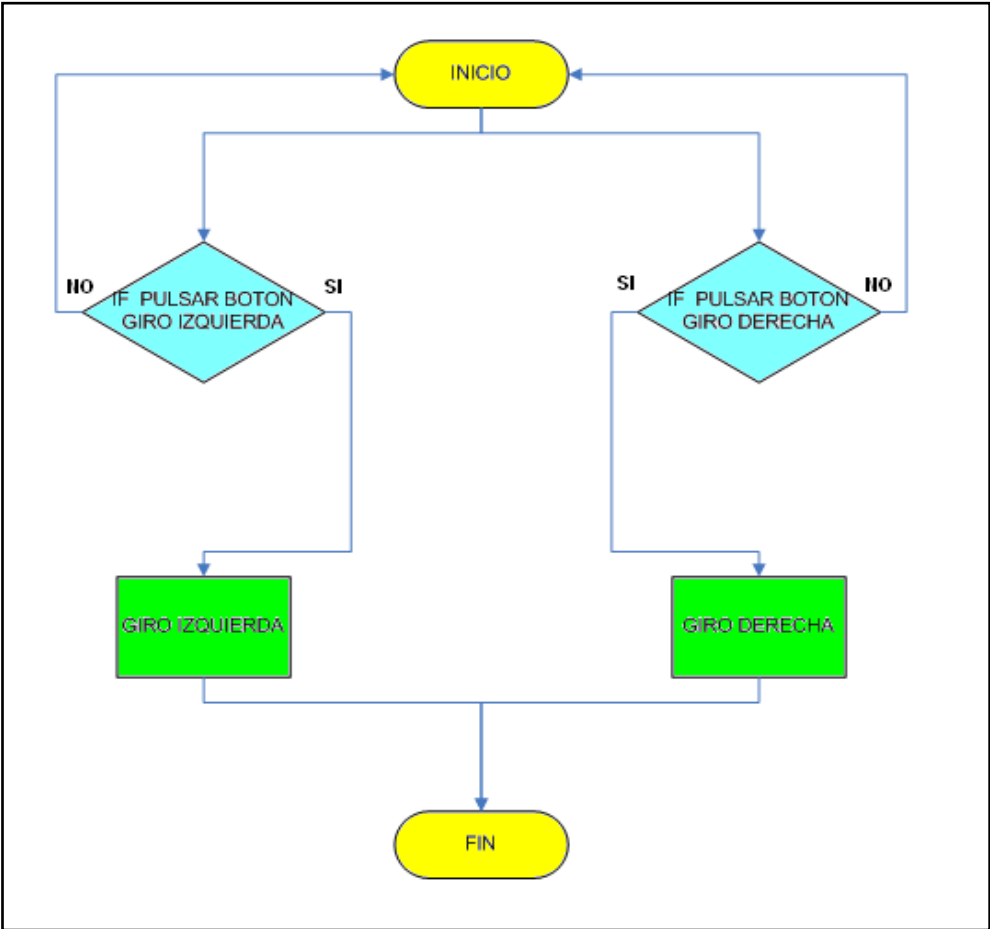 INICIO
NO
IF PULSAR BOTON
GIRO IZQUIERDA
SI
SI
IF PULSAR BOTON
GIRO DERECHA
NO
GIRO IZQUIERDA
GIRO DERECHA
FIN